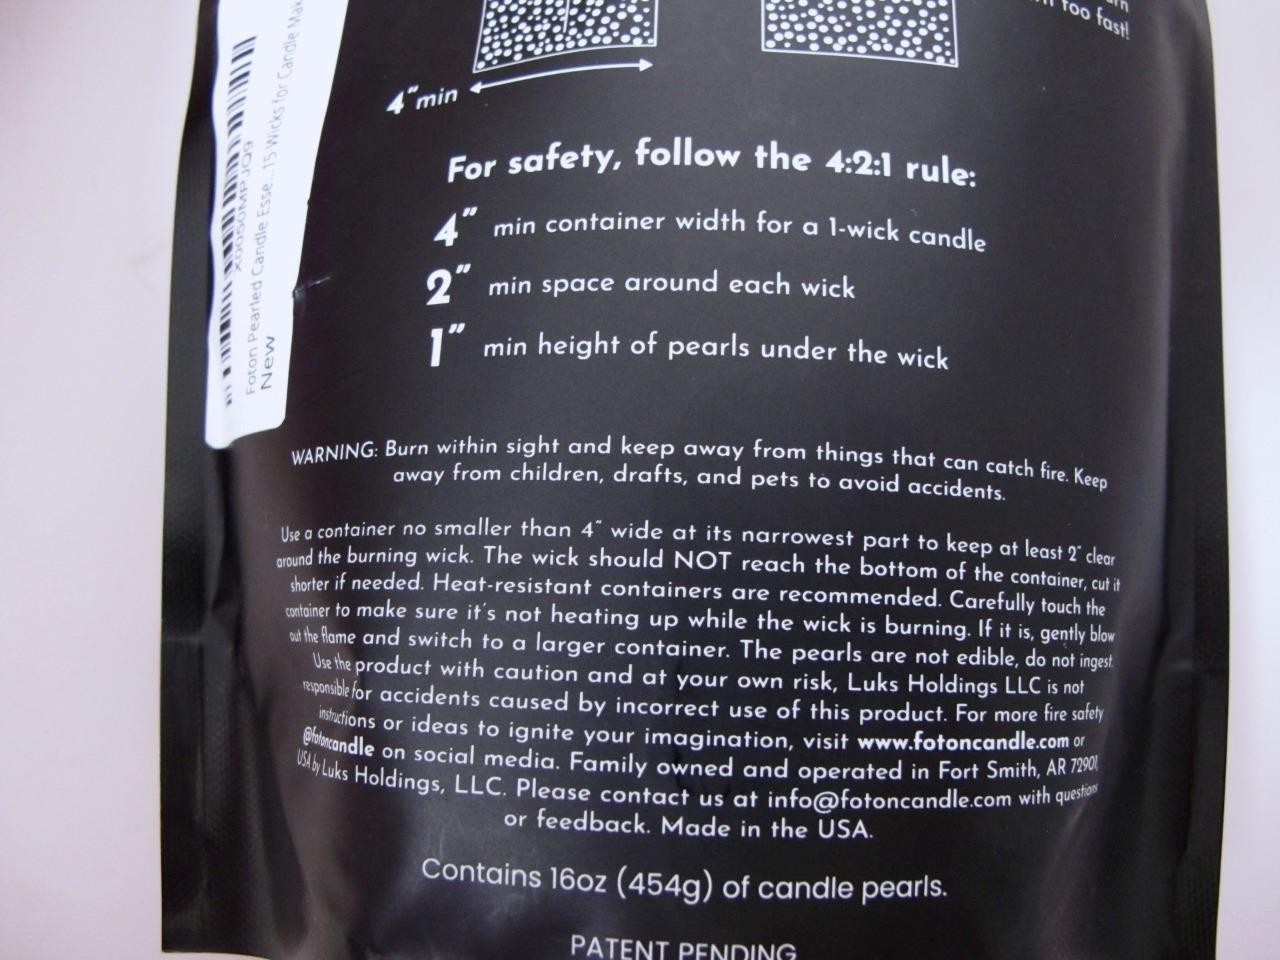 too fast!
4" min
For safety, follow the 4:2:1 rule:
4" min container width for a 1-wick candle
2" min space around each wick
1" min height of pearls under the wick
WARNING: Burn within sight and keep away from things that can catch fire. Keep
away from children, drafts, and pets to avoid accidents.
Use a container no smaller than 4" wide at its narrowest part to keep at least 2" clear
around the burning wick. The wick should NOT reach the bottom of the container, cut it
shorter if needed. Heat-resistant containers are recommended. Carefully touch the
container to make sure it's not heating up while the wick is burning. If it is, gently blow
out the flame and switch to a larger container. The pearls are not edible, do not ingest.
Use the product with caution and at your own risk, Luks Holdings LLC is not
responsible for accidents caused by incorrect use of this product. For more fire safety
instructions or ideas to ignite your imagination, visit www.fotoncandle.com or
@fotoncandle on social media. Family owned and operated in Fort Smith, AR 72901,
USA by Luks Holdings, LLC. Please contact us at info@fotoncandle.com with questions
or feedback. Made in the USA.
Contains 16oz (454g) of candle pearls.
PATENT PENDING
X0050MPJQ9
Foton Pearled Candle Esse...15 Wicks for Candle Mak
New